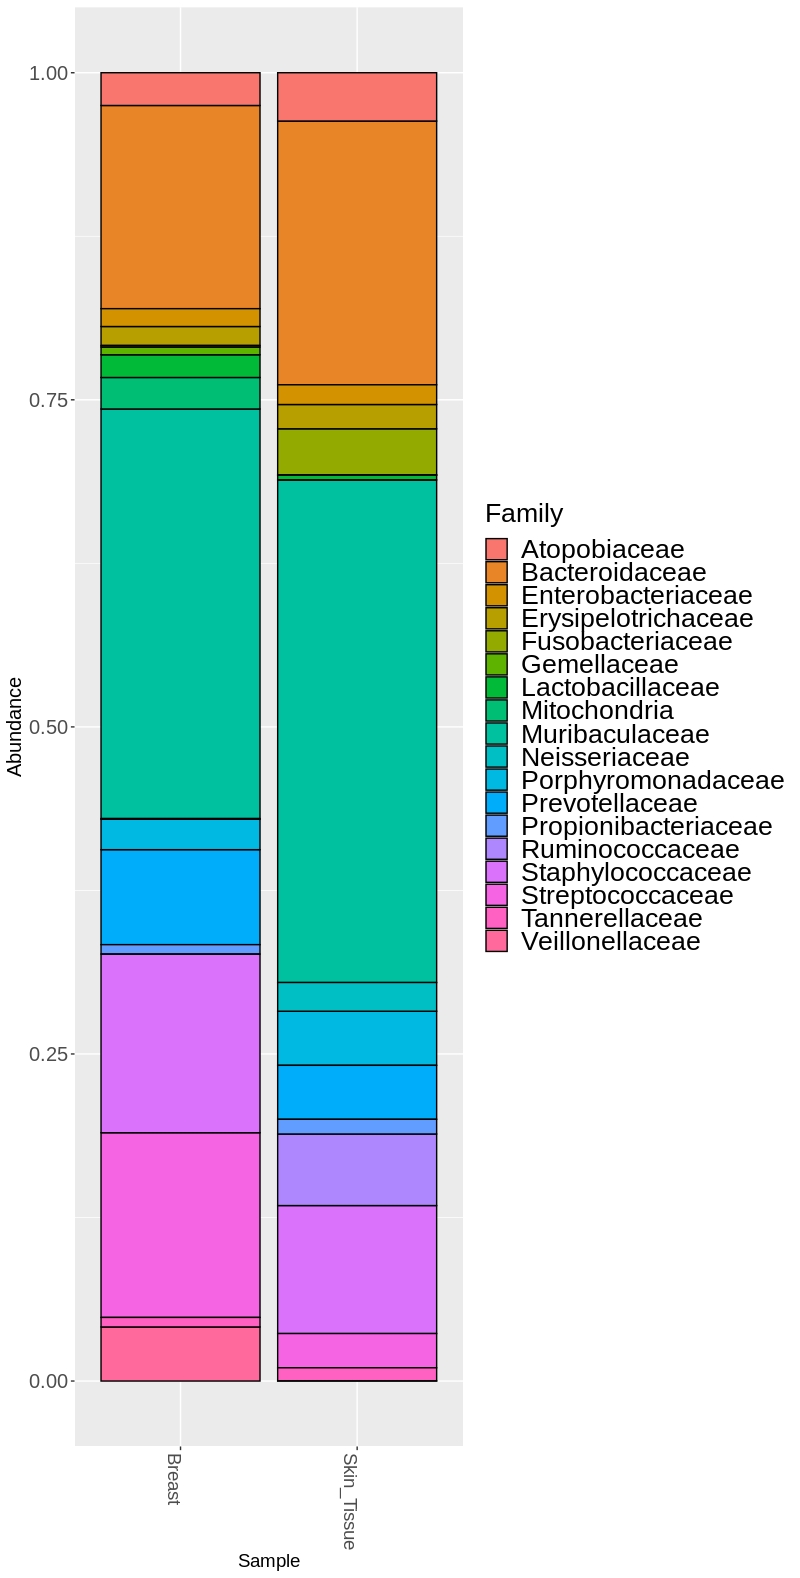 1.00
0.75
0.50
0.25
0.00
Abundance
Breast
Skin_Tissue
Sample
Family
Atopobiaceae
Bacteroidaceae
Enterobacteriaceae
Erysipelotrichaceae
Fusobacteriaceae
Gemellaceae
Lactobacillaceae
Mitochondria
Muribaculaceae
Neisseriaceae
Porphyromonadaceae
Prevotellaceae
Propionibacteriaceae
Ruminococcaceae
Staphylococcaceae
Streptococcaceae
Tannerellaceae
Veillonellaceae